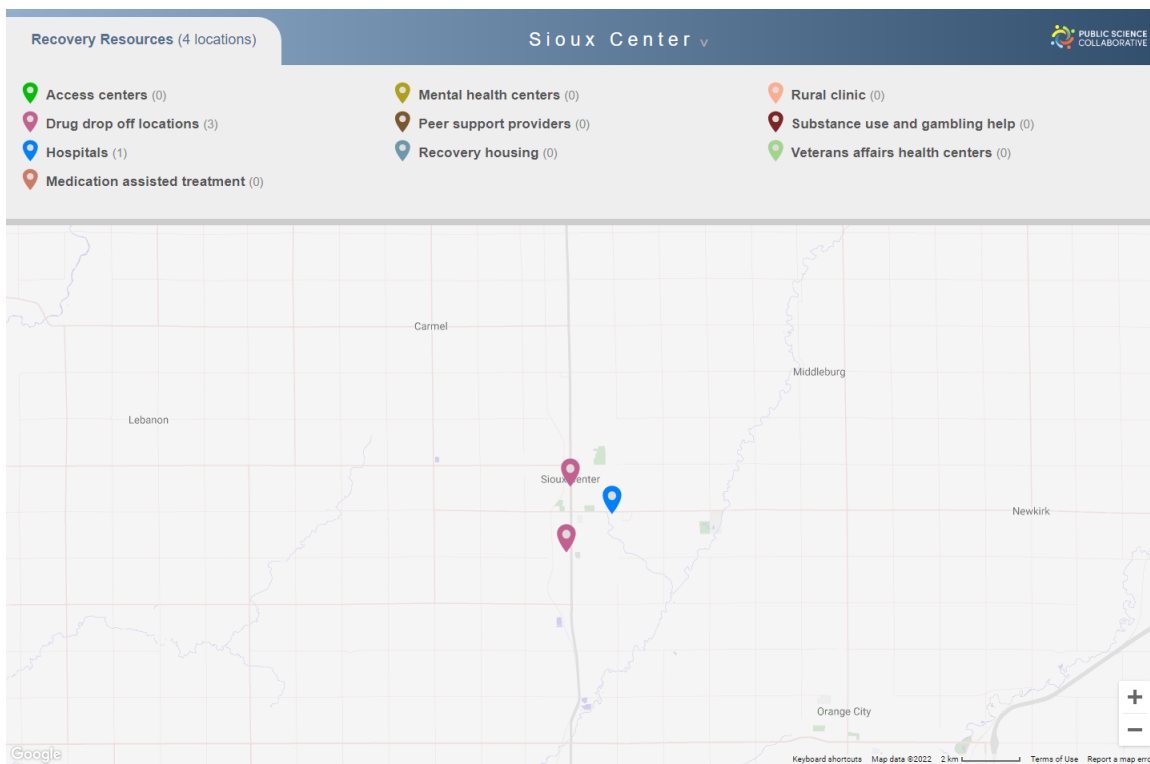 Recovery Resources (4 locations)
Sioux Center v
PUBLIC SCIENCE
COLLABORATIVE
Access centers (0)
Mental health centers (0)
Rural clinic (0)
Drug drop off locations (3)
Peer support providers (0)
Substance use and gambling help (0)
Hospitals (1)
Recovery housing (0)
Veterans affairs health centers (0)
Medication assisted treatment (0)
Carmel
Middleburg
Lebanon
Sioux Center
Newkirk
Orange City
Google
Keyboard shortcuts Map data ©2022 2 km Terms of Use Report a map erro